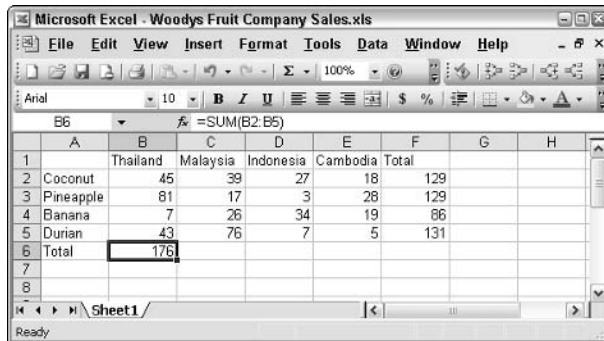 Microsoft Excel - Woodys Fruit Company Sales.xls
File Edit View Insert Format Tools Data Window Help
Σ 100%
Arial 10 B I U $ % A
B6 fx =SUM(B2:B5)
A B C D E F G H
1 Thailand Malaysia Indonesia Cambodia Total
2 Coconut 45 39 27 18 129
3 Pineapple 81 17 3 28 129
4 Banana 7 26 34 19 86
5 Durian 43 76 7 5 131
6 Total 176
7
8
Sheet1
Ready